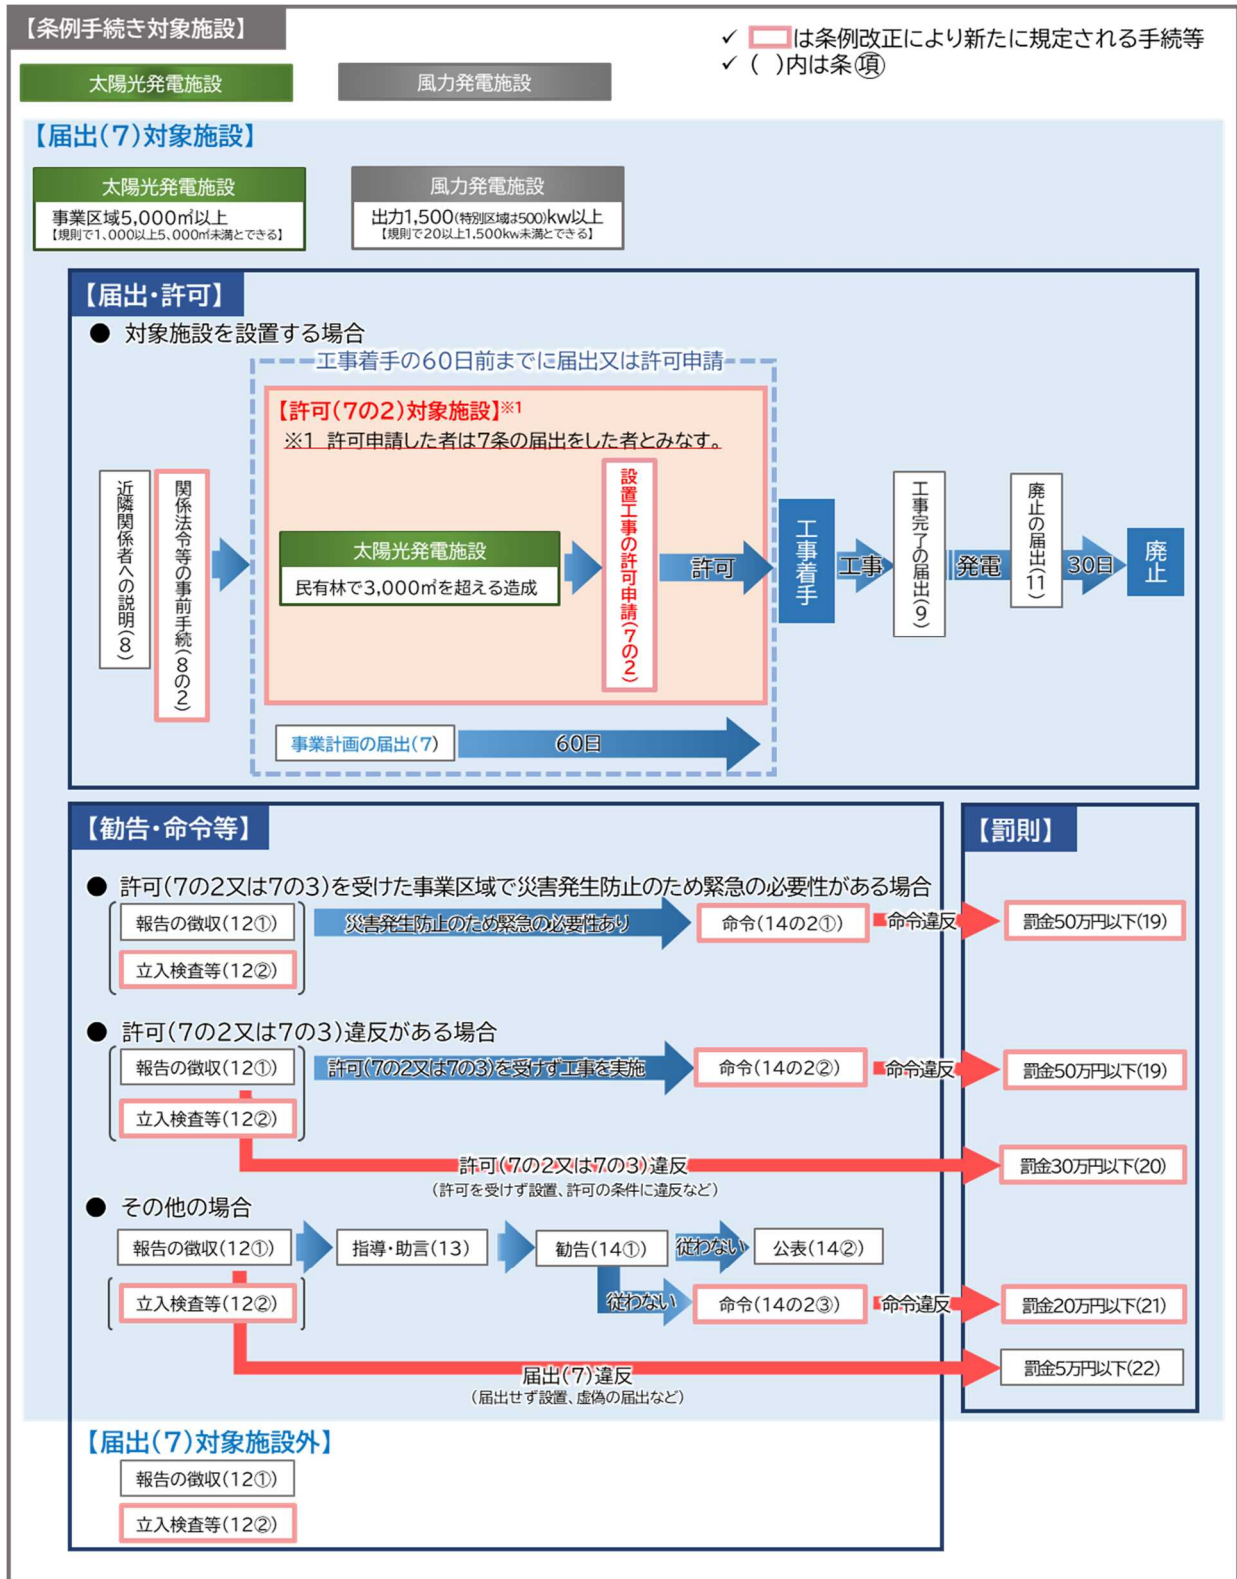 【条例手続き対象施設】
✓ は条例改正により新たに規定される手続等
✓ ( )内は条㊠
太陽光発電施設
風力発電施設
【届出(7)対象施設】
太陽光発電施設
事業区域5,000㎡以上
【規則で1、000以上5、000㎡未満とできる】
風力発電施設
出力1,500(特別区域は500)kw以上
【規則で20以上1,500kw未満とできる】
【届出・許可】
● 対象施設を設置する場合
工事着手の60日前までに届出又は許可申請
【許可(7の2)対象施設】※1
※1 許可申請した者は7条の届出をした者とみなす。
近隣関係者への説明(8)
関係法令等の事前手続(8の2)
太陽光発電施設
民有林で3,000㎡を超える造成
設置工事の許可申請(7の2)
許可
工事着手
工事
工事完了の届出(9)
発電
廃止の届出(11)
30日
廃止
事業計画の届出(7)
60日
【勧告・命令等】
【罰則】
● 許可(7の2又は7の3)を受けた事業区域で災害発生防止のため緊急の必要性がある場合
報告の徴収(12①)
災害発生防止のため緊急の必要性あり
命令(14の2①)
命令違反
罰金50万円以下(19)
立入検査等(12②)
● 許可(7の2又は7の3)違反がある場合
報告の徴収(12①)
許可(7の2又は7の3)を受けず工事を実施
命令(14の2②)
命令違反
罰金50万円以下(19)
立入検査等(12②)
許可(7の2又は7の3)違反
(許可を受けず設置、許可の条件に違反など)
罰金30万円以下(20)
● その他の場合
報告の徴収(12①)
指導・助言(13)
勧告(14①)
従わない
公表(14②)
立入検査等(12②)
従わない
命令(14の2③)
命令違反
罰金20万円以下(21)
届出(7)違反
(届出せず設置、虚偽の届出など)
罰金5万円以下(22)
【届出(7)対象施設外】
報告の徴収(12①)
立入検査等(12②)